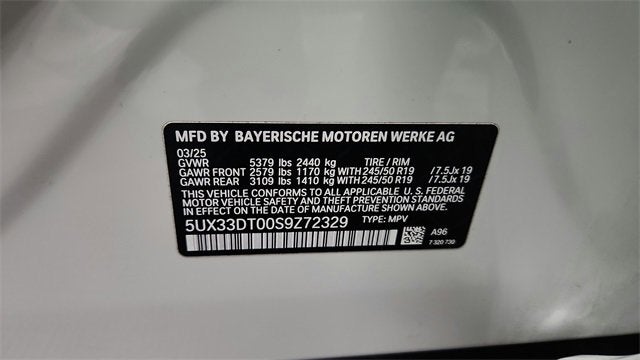 MFD BY BAYERISCHE MOTOREN WERKE AG
03/25
GVWR 5379 lbs 2440 kg TIRE / RIM
GAWR FRONT 2579 lbs 1170 kg WITH 245/50 R19 / 7.5Jx 19
GAWR REAR 3109 lbs 1410 kg WITH 245/50 R19 / 7.5Jx 19
THIS VEHICLE CONFORMS TO ALL APPLICABLE U. S. FEDERAL
MOTOR VEHICLE SAFETY AND THEFT PREVENTION STANDARDS
IN EFFECT ON THE DATE OF MANUFACTURE SHOWN ABOVE.
5UX33DT00S9Z72329 TYPE: MPV
A96
7 320 730